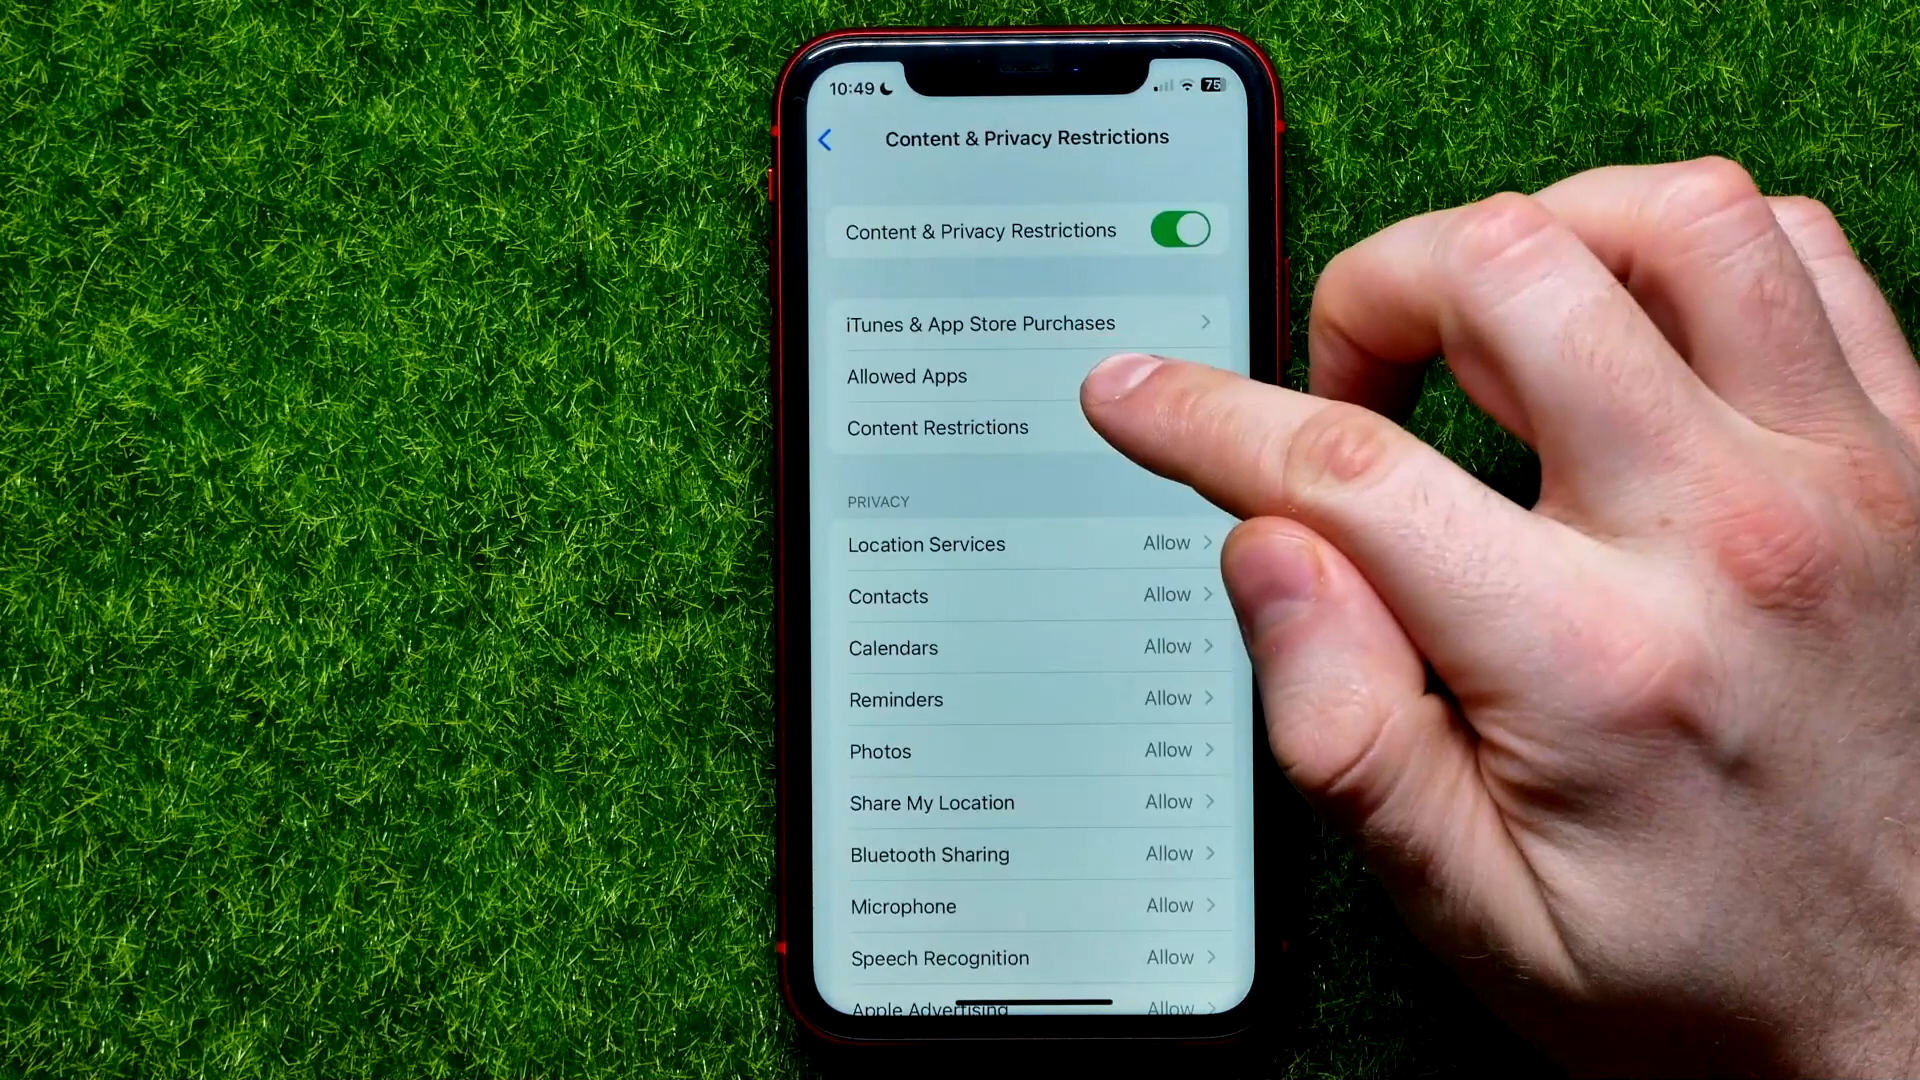 10:49
75
Content & Privacy Restrictions
Content & Privacy Restrictions
iTunes & App Store Purchases
Allowed Apps
Content Restrictions
PRIVACY
Location Services Allow
Contacts Allow
Calendars Allow
Reminders Allow
Photos Allow
Share My Location Allow
Bluetooth Sharing Allow
Microphone Allow
Speech Recognition Allow
Apple Advertising Allow